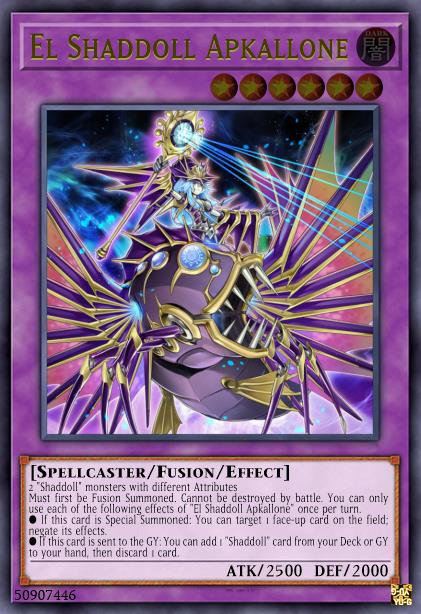 El Shaddoll Apkallone
DARK
闇
[Spellcaster/Fusion/Effect]
2 "Shaddoll" monsters with different Attributes
Must first be Fusion Summoned. Cannot be destroyed by battle. You can only
use each of the following effects of "El Shaddoll Apkallone" once per turn.
● If this card is Special Summoned: You can target 1 face-up card on the field;
negate its effects.
● If this card is sent to the GY: You can add 1 "Shaddoll" card from your Deck or GY
to your hand, then discard 1 card.
ATK/2500 DEF/2000
50907446